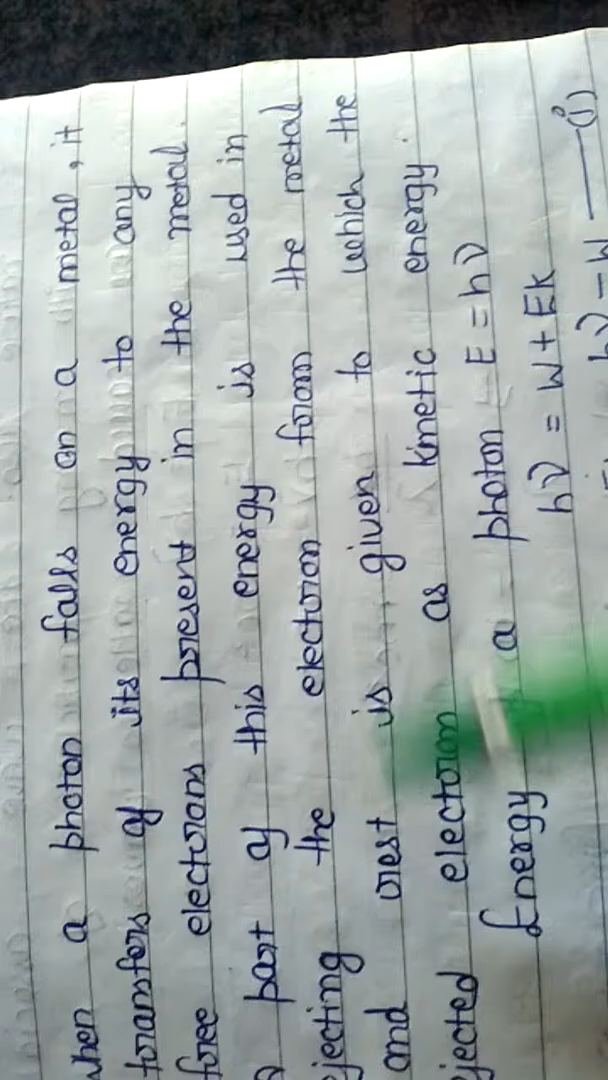 when a photon falls on a metal, it
transfers of its energy to any
free electrons present in the metal.
part of this energy is used in
ejecting the electron from the metal
and rest is given to which the
ejected electron as kinetic energy.
Energy a photon E = hν
hν = W + EK
hν - W —— (i)